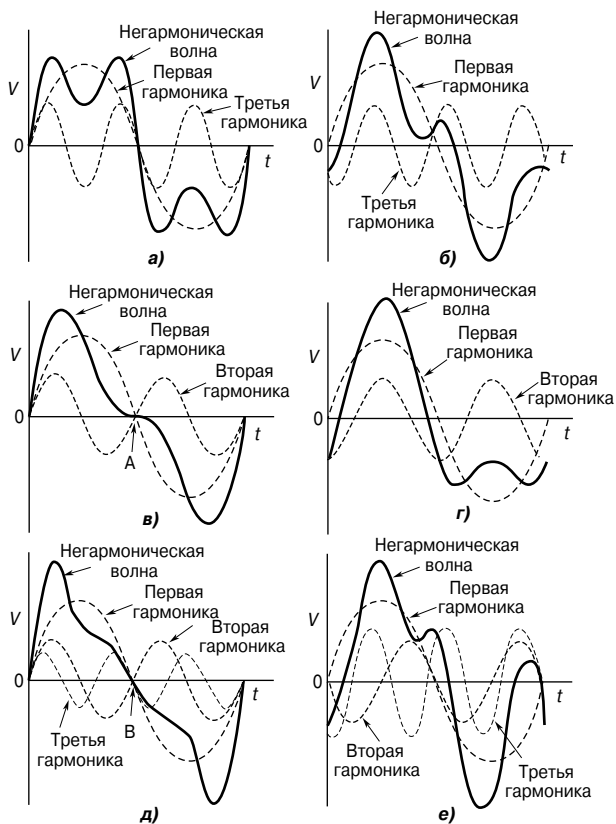 Негармоническая
волна
Первая
гармоника
Третья
гармоника
V
0
t
а)
Негармоническая
волна
Первая
гармоника
Третья
гармоника
V
0
t
б)
Негармоническая
волна
Первая
гармоника
Вторая
гармоника
V
0
A
t
в)
Негармоническая
волна
Первая
гармоника
Вторая
гармоника
V
0
t
г)
Негармоническая
волна
Первая
гармоника
Вторая
гармоника
Третья
гармоника
V
0
B
t
д)
Негармоническая
волна
Первая
гармоника
Вторая
гармоника
Третья
гармоника
V
0
t
е)